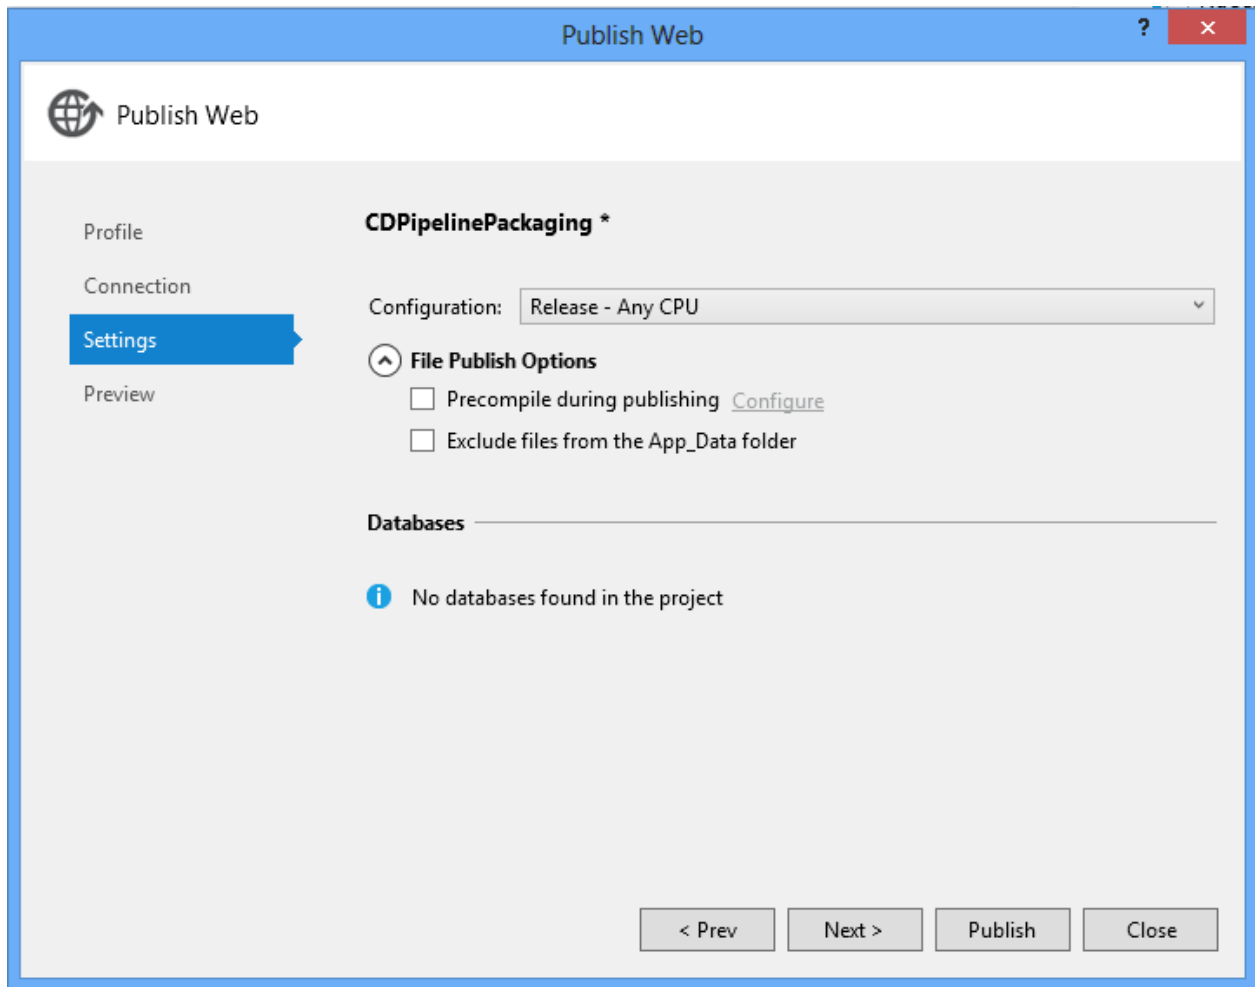 Publish Web
?
Publish Web
Profile
Connection
Settings
Preview
CDPipelinePackaging *
Configuration: Release - Any CPU
File Publish Options
Precompile during publishing Configure
Exclude files from the App_Data folder
Databases
No databases found in the project
< Prev Next > Publish Close